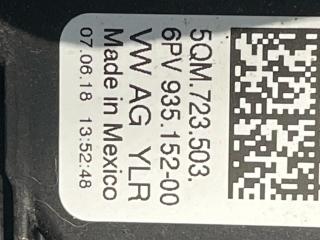 5QM.723.503.
6PV 935.152-00
VW AG YLR
Made in Mexico
07.06.18 13:52:48